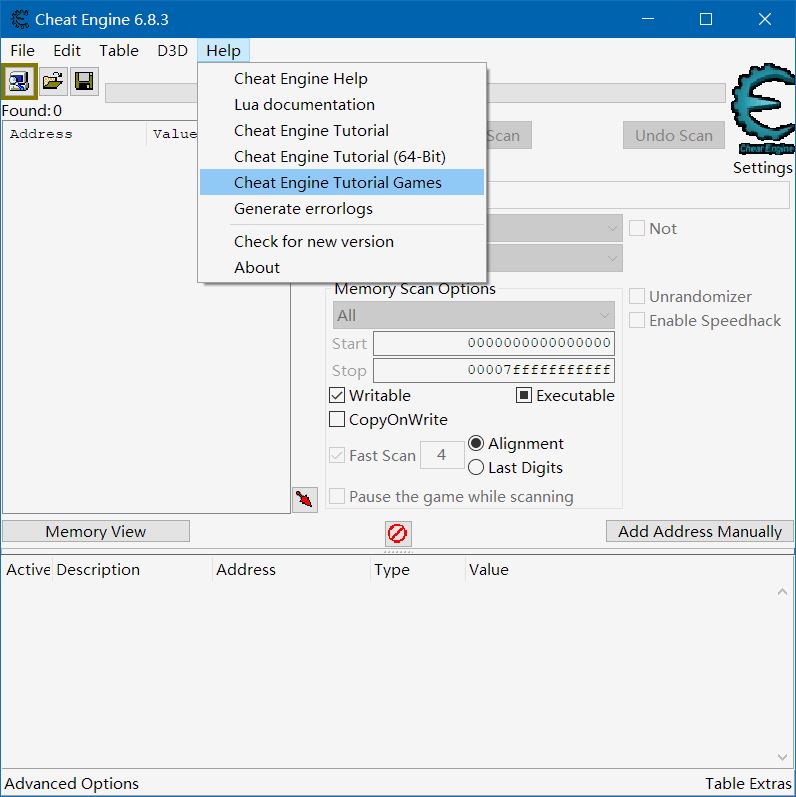 Cheat Engine 6.8.3
File Edit Table D3D Help
Cheat Engine Help
Lua documentation
Cheat Engine Tutorial
Cheat Engine Tutorial (64-Bit)
Cheat Engine Tutorial Games
Generate errorlogs
Check for new version
About
Found: 0
Address Value
Scan Undo Scan
Cheat Engine
Settings
Not
Memory Scan Options
All
Unrandomizer
Enable Speedhack
Start 0000000000000000
Stop 00007fffffffffff
Writable Executable
CopyOnWrite
Fast Scan 4 Alignment
Last Digits
Pause the game while scanning
Memory View Add Address Manually
Active Description Address Type Value
Advanced Options Table Extras